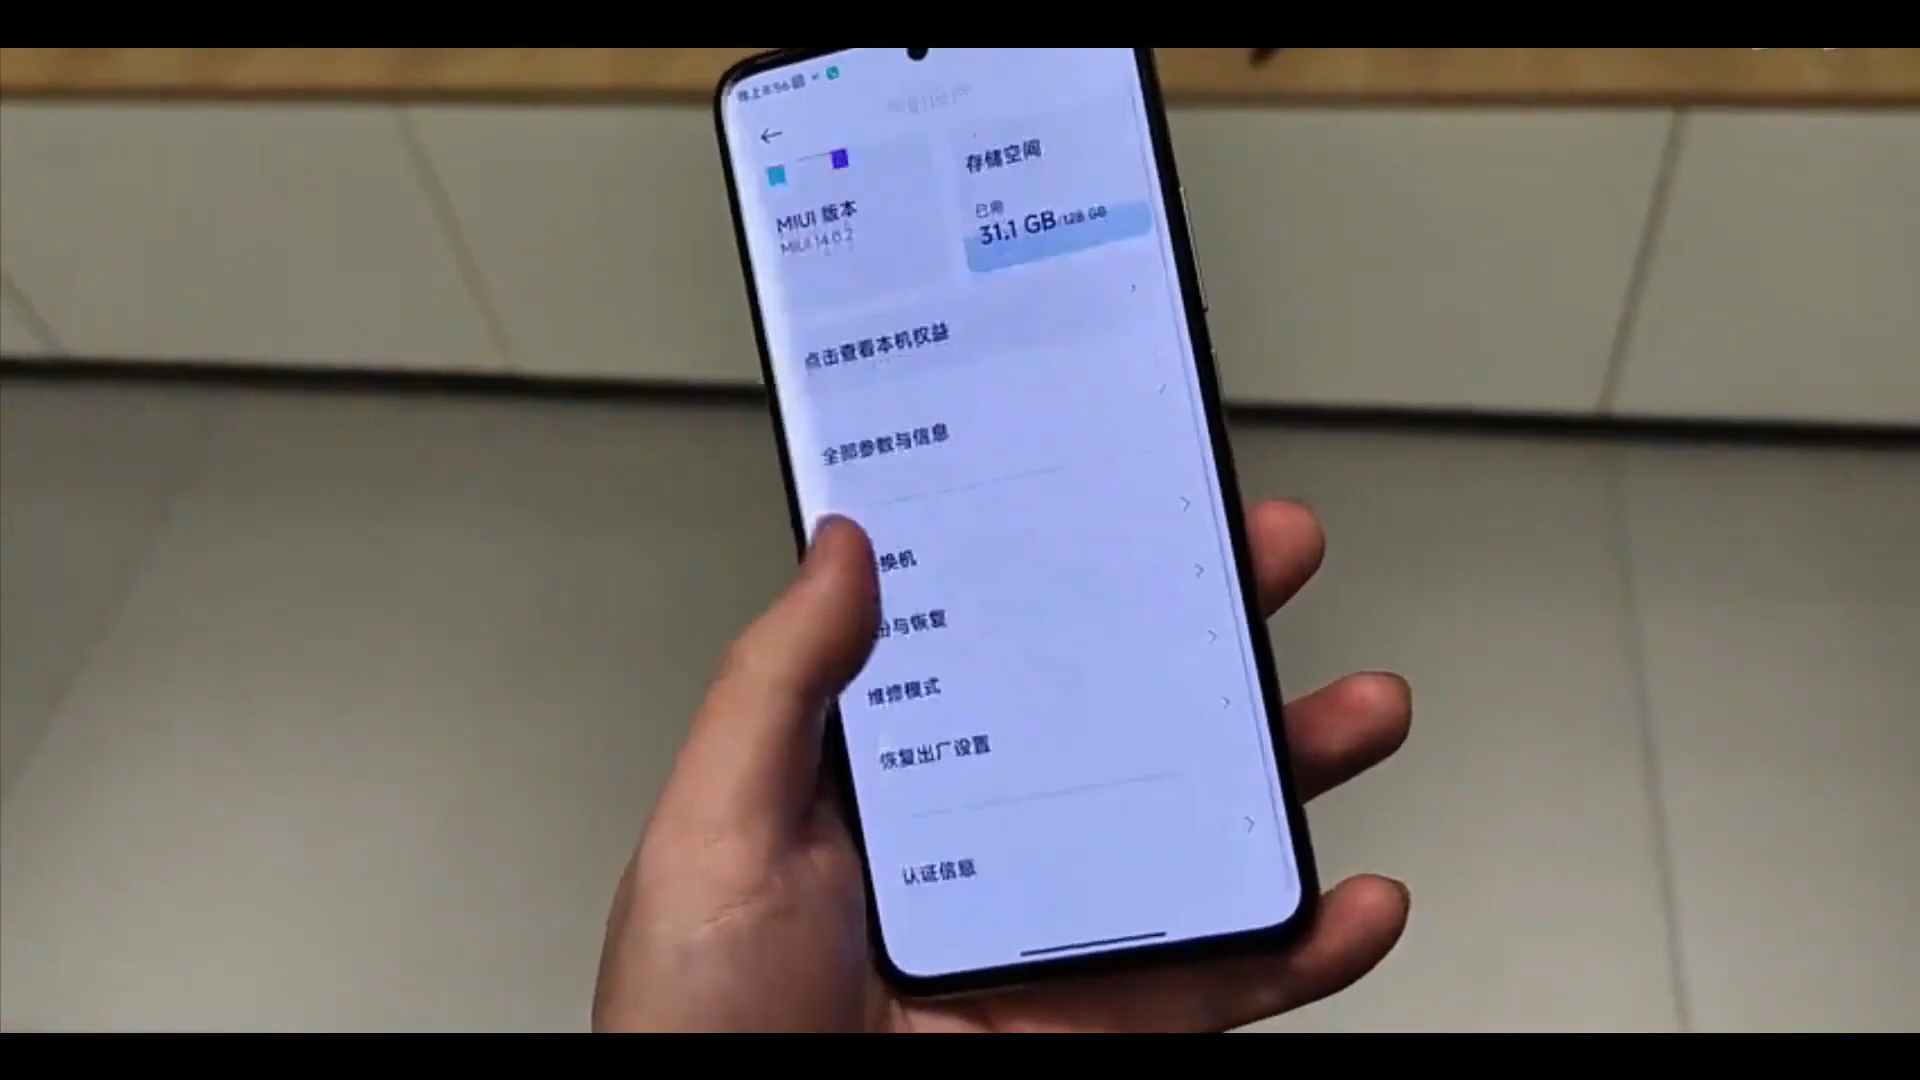 存储空间
MIUI 版本
MIUI 14.0.2
已用
31.1 GB/128 GB
点击查看本机权益
全部参数与信息
换机
份与恢复
维修模式
恢复出厂设置
认证信息